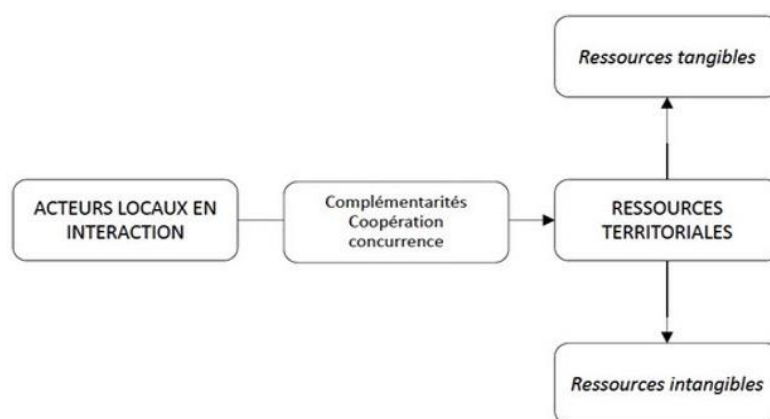 Ressources tangibles
ACTEURS LOCAUX EN
INTERACTION
Complémentarités
Coopération
concurrence
RESSOURCES
TERRITORIALES
Ressources intangibles